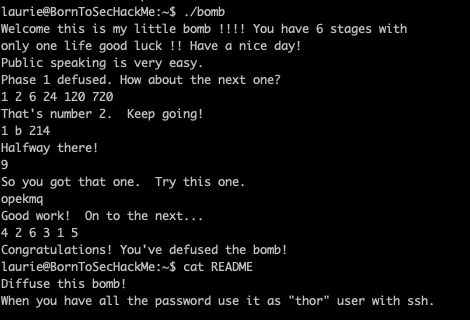 laurie@BornToSecHackMe:~$ ./bomb
Welcome this is my little bomb !!!! You have 6 stages with
only one life good luck !! Have a nice day!
Public speaking is very easy.
Phase 1 defused. How about the next one?
1 2 6 24 120 720
That's number 2.  Keep going!
1 b 214
Halfway there!
9
So you got that one.  Try this one.
opekmq
Good work!  On to the next...
4 2 6 3 1 5
Congratulations! You've defused the bomb!
laurie@BornToSecHackMe:~$ cat README
Diffuse this bomb!
When you have all the password use it as "thor" user with ssh.